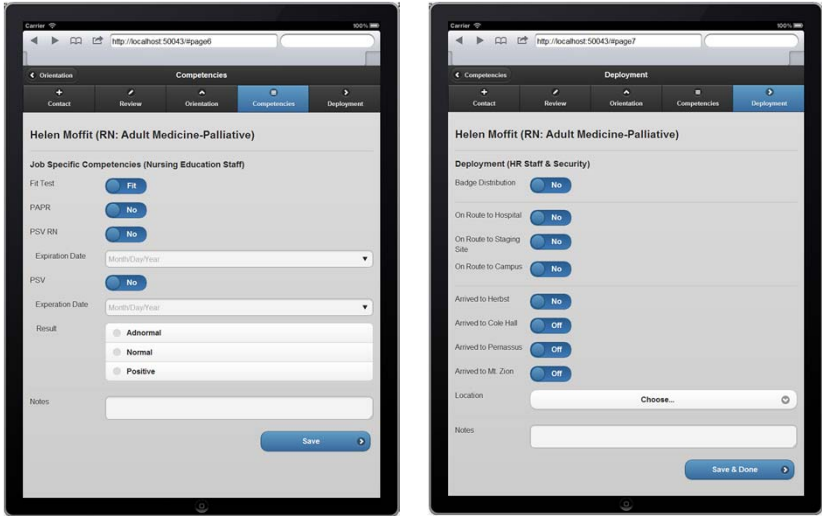 Carrier 100%
http://localhost:50043/#page6
Orientation Competencies
Contact Review Orientation Competencies Deployment
Helen Moffit (RN: Adult Medicine-Palliative)
Job Specific Competencies (Nursing Education Staff)
Fit Test Fit
PAPR No
PSV RN No
Expiration Date Month/Day/Year
PSV No
Experation Date Month/Day/Year
Result Adnormal
Normal
Positive
Notes
Save
Carrier 100%
http://localhost:50043/#page7
Competencies Deployment
Contact Review Orientation Competencies Deployment
Helen Moffit (RN: Adult Medicine-Palliative)
Deployment (HR Staff & Security)
Badge Distribution No
On Route to Hospital No
On Route to Staging
Site No
On Route to Campus No
Arrived to Herbst No
Arrived to Cole Hall Off
Arrived to Pernassus Off
Arrived to Mt. Zion Off
Location Choose...
Notes
Save & Done